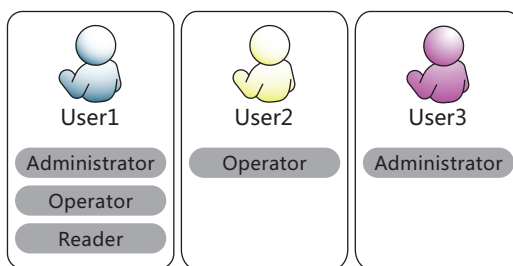 User1
Administrator
Operator
Reader
User2
Operator
User3
Administrator